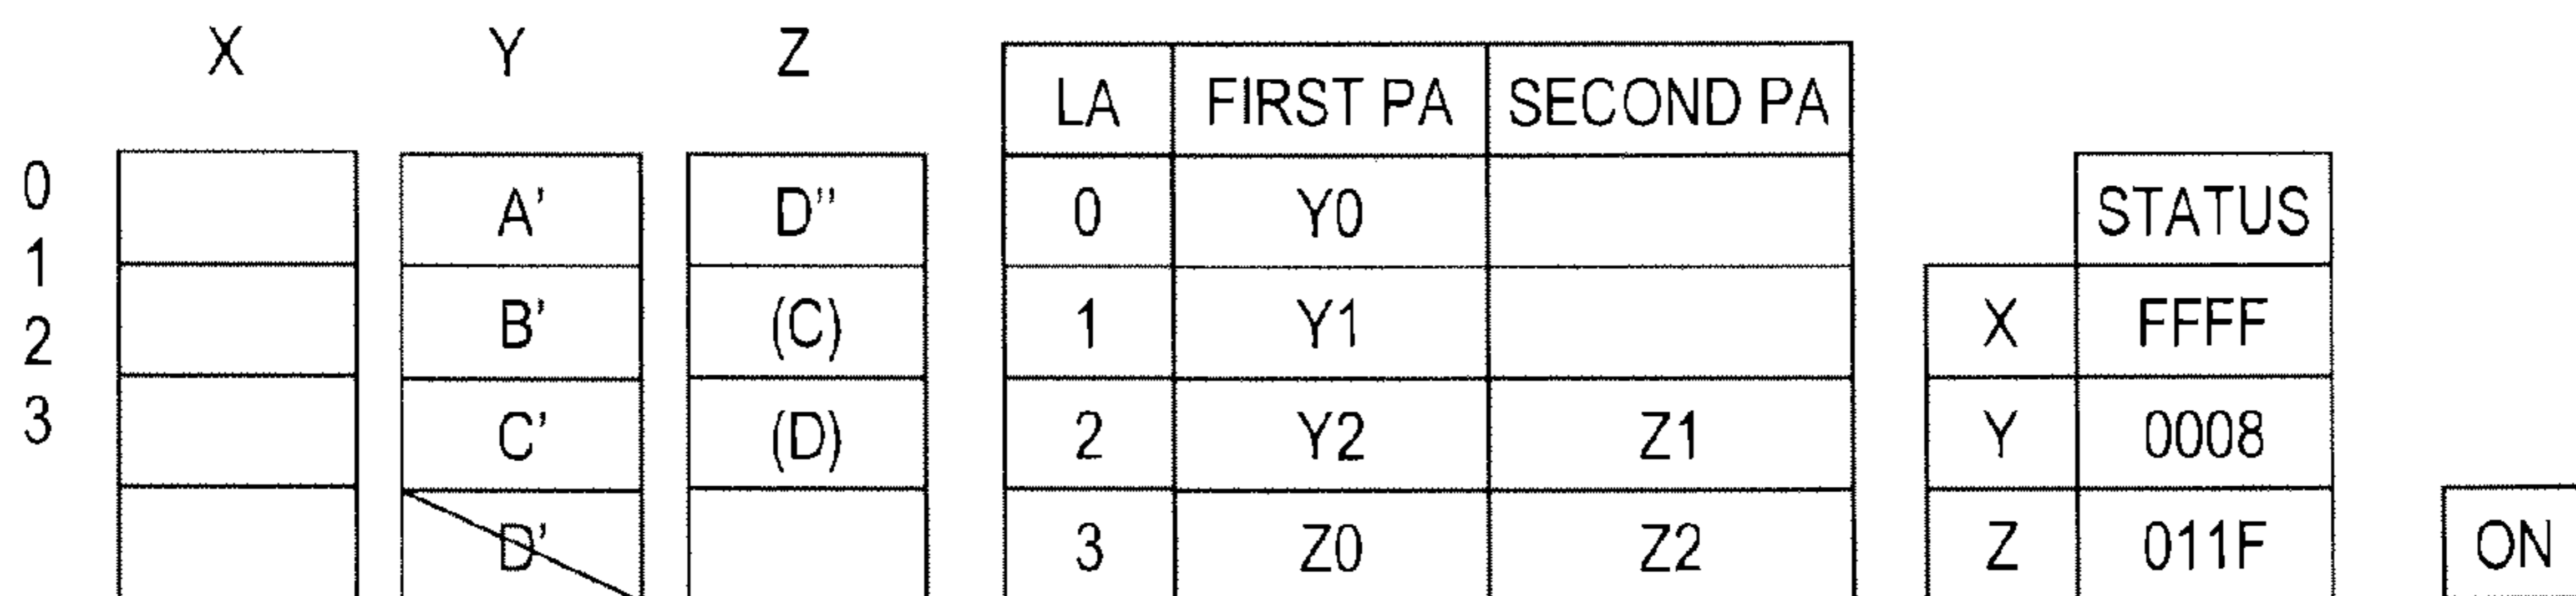 X Y Z
LA FIRST PA SECOND PA
0 A' D'' 0 Y0 STATUS
1 B' (C) 1 Y1 X FFFF
2 C' (D) 2 Y2 Z1 Y 0008
3 D' 3 Z0 Z2 Z 011F ON